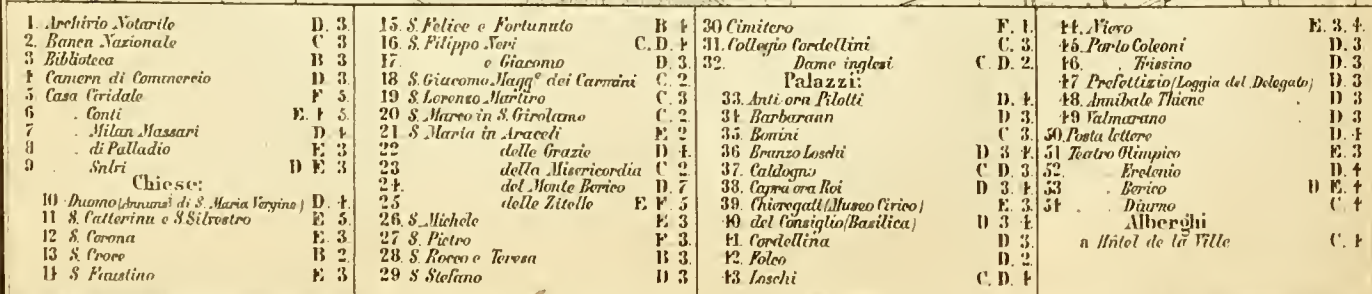 1. Archivio Notarile D. 3.
2. Banca Nazionale C 3
3 Biblioteca B 3
4 Camera di Commercio D. 3
5. Casa Cividale F 5.
6 . Conti E. 4 5.
7 . Milan Massari D 4
8 . di Palladio E 3
9 . Salvi D E 3
Chiese:
10 Duomo (Annunzta di S. Maria Vergine) D. 4.
11 S. Catterina e S Silvestro E 5.
12 S. Corona E. 3.
13 S. Croce B 2
14 S Faustino E 3
15. S. Felice e Fortunato B 4
16. S. Filippo Neri C. D. 4
17. e Giacomo D. 3.
18 S. Giacomo Magge dei Carmini C. 2.
19 S. Lorenzo Martiro C. 3
20 S. Marco in S. Girolamo C. 2.
21 S Maria in Araceli E 2
22 delle Grazie D 4.
23 della Misericordia C 2
24. del Monte Berico D. 7
25 delle Zitelle E F. 5
26. S. Michele E 3
27 S. Pietro F 3.
28. S. Rocco e Teresa B 3.
29 S Stefano D 3
30 Cimitero F. 1.
31. Collegio Cordellini C. 3.
32. Dame inglesi C. D. 2.
Palazzi:
33. Anti ora Pilotti D. 4.
34 Barbarann D 3.
35. Bonini C 3.
36 Branzo Loschi D 3 4.
37. Caldogno C D. 3.
38. Capra ora Roi D 3. 4.
39. Chieregati (Museo Civico) E. 3.
40 del Consiglio (Basilica) D 3 4.
41. Cordellina D 3.
42. Folco D. 2.
43 Loschi C. D. 4
44. Nievo E. 3. 4.
45. Porto Coleoni D. 3
46. . Trissino D. 3
47 Prefettizio (Loggia del Delegato) D. 3
48. Annibale Thiene D 3
49 Valmarano D 3
50 Posta lettere D. 4
51 Teatro Olimpico E. 3
52. . Eretenio D. 4
53 . Berico D E. 4
54 . Diurno C. 4
Alberghi
a Hôtel de la Ville C. 4